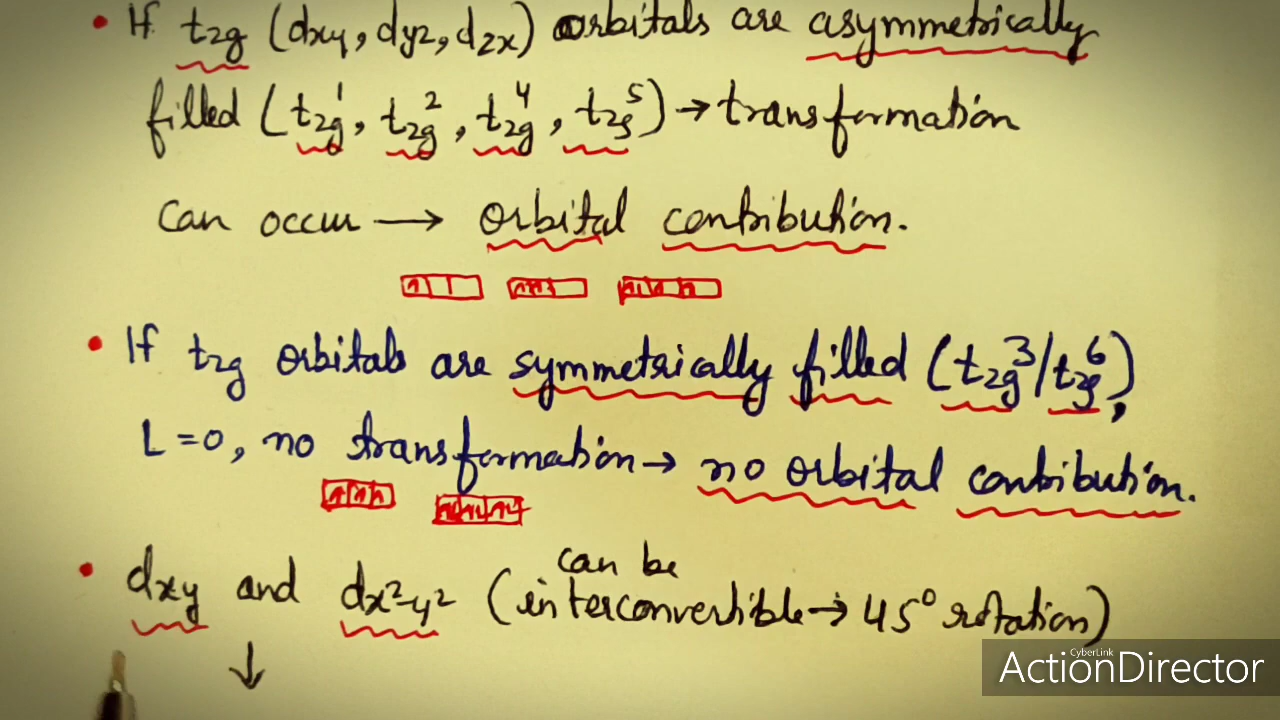 • If t₂g (dxy, dyz, dzx) orbitals are asymmetrically
filled (t₂g¹, t₂g², t₂g⁴, t₂g⁵) → transformation
can occur → orbital contribution.
• If t₂g orbitals are symmetrically filled (t₂g³/t₂g⁶),
L=0, no transformation → no orbital contribution.
can be
• dxy and dx²-y² (interconvertible → 45° rotation)
↓
CyberLink
ActionDirector